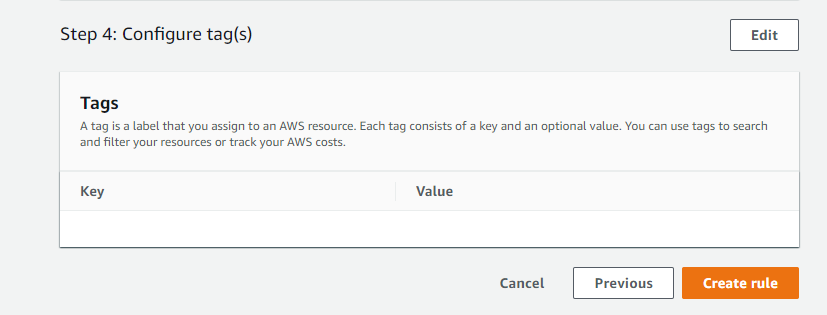 Step 4: Configure tag(s)
Edit
Tags
A tag is a label that you assign to an AWS resource. Each tag consists of a key and an optional value. You can use tags to search
and filter your resources or track your AWS costs.
Key
Value
Cancel
Previous
Create rule